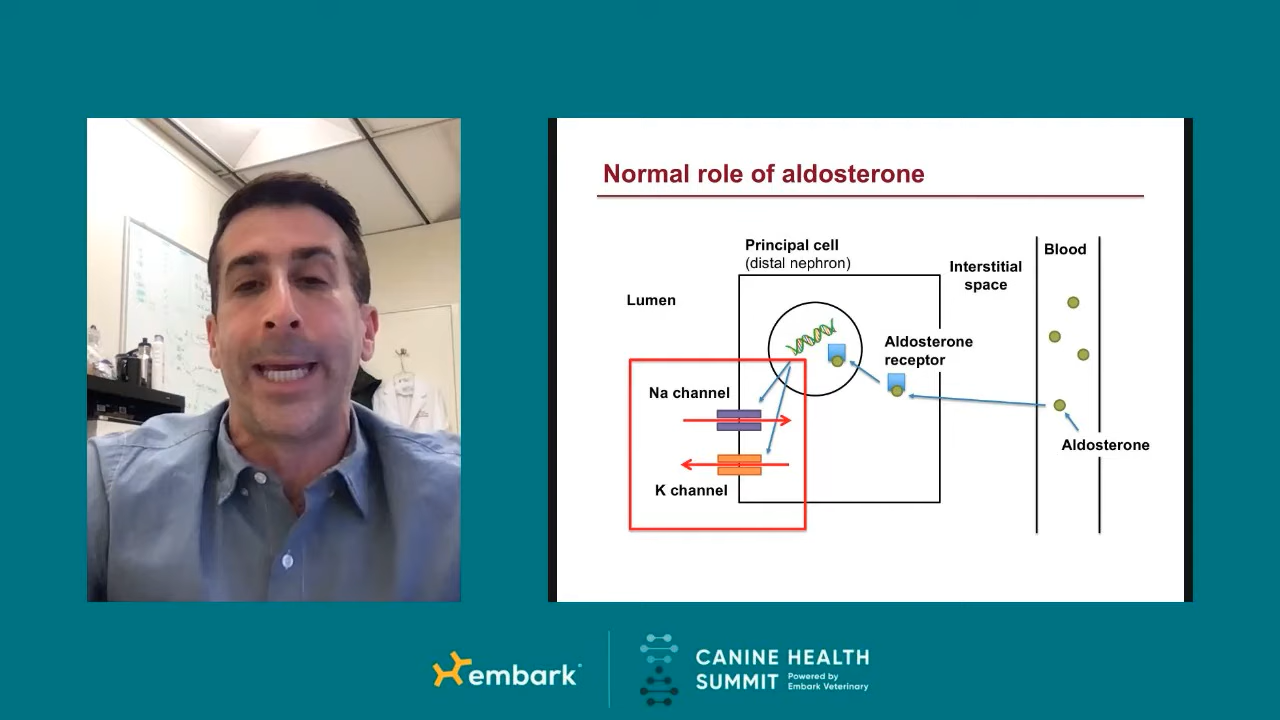 Normal role of aldosterone
Principal cell
(distal nephron)
Blood
Interstitial
space
Lumen
Aldosterone
receptor
Na channel
Aldosterone
K channel
embark
CANINE HEALTH
SUMMIT Powered by
Embark Veterinary